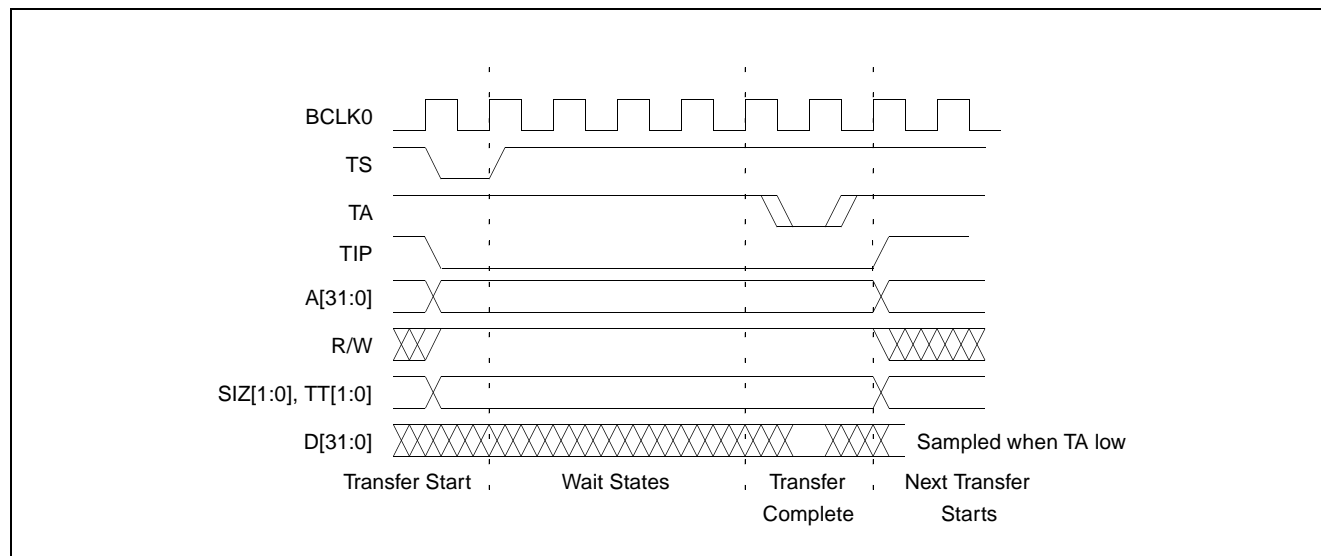 BCLK0
TS
TA
TIP
A[31:0]
R/W
SIZ[1:0], TT[1:0]
D[31:0]
Sampled when TA low
Transfer Start
Wait States
Transfer
Complete
Next Transfer
Starts